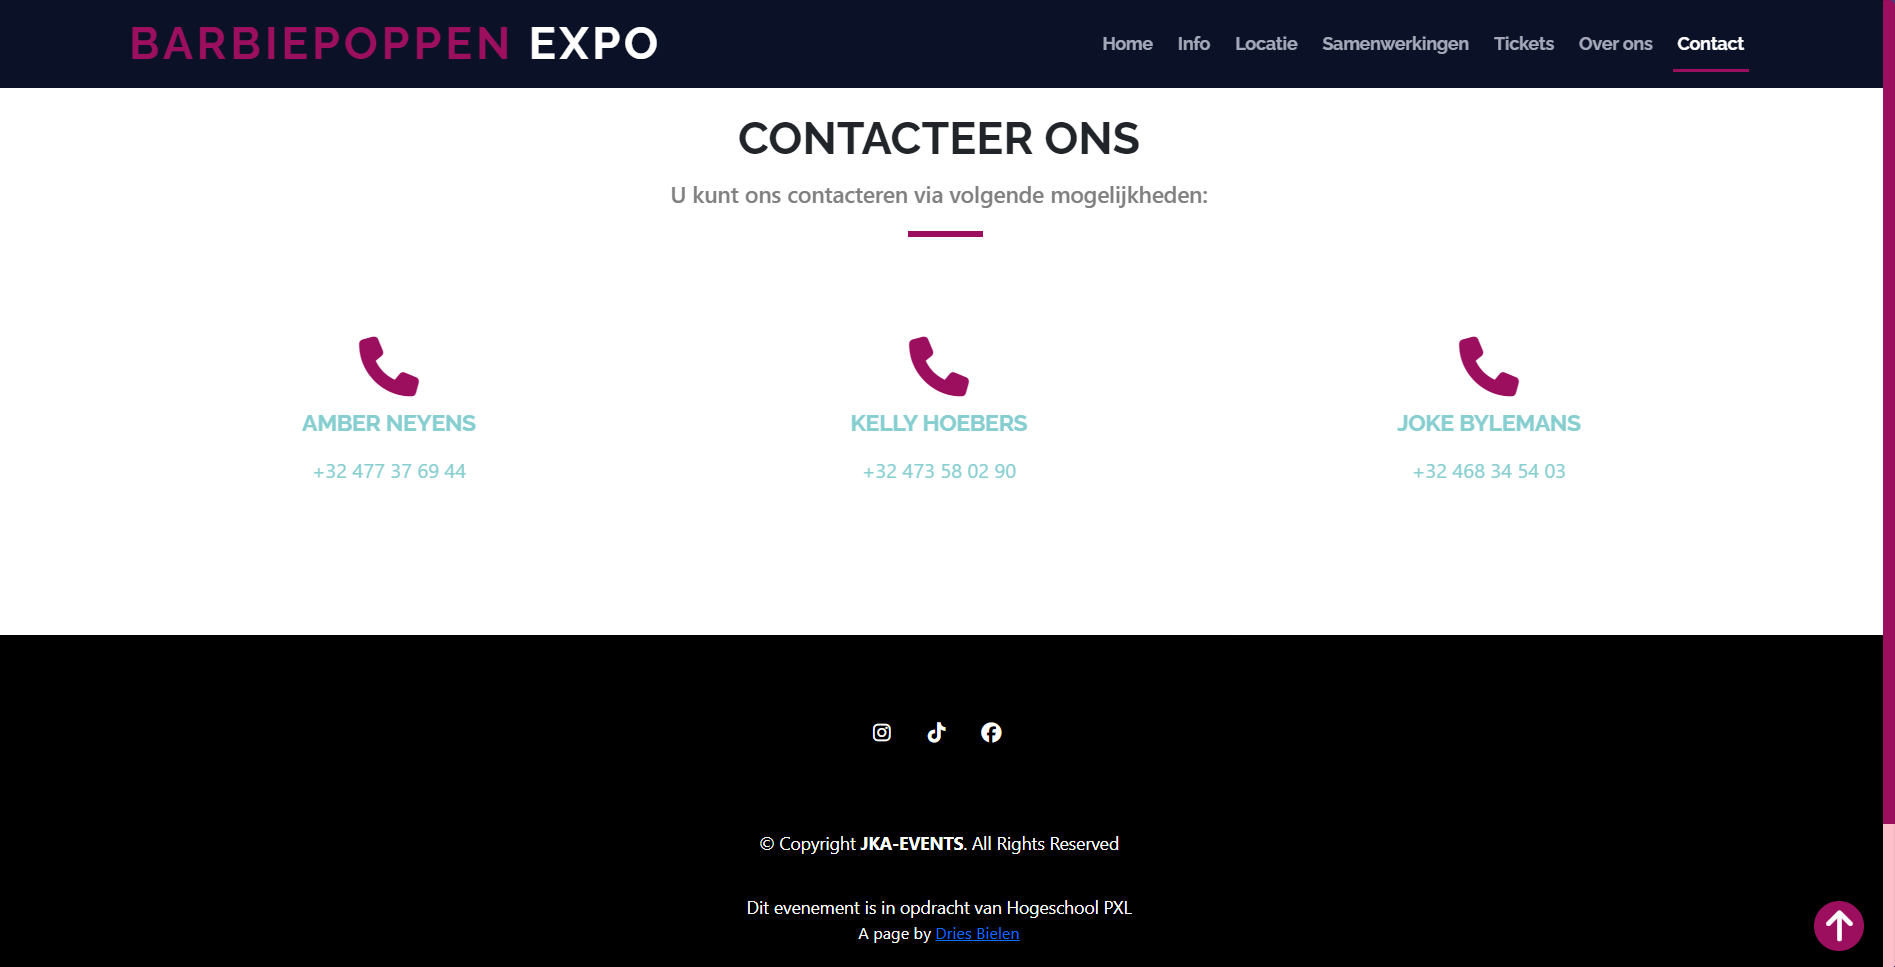 BARBIEPOPPEN EXPO
Home Info Locatie Samenwerkingen Tickets Over ons Contact
CONTACTEER ONS
U kunt ons contacteren via volgende mogelijkheden:
AMBER NEYENS
+32 477 37 69 44
KELLY HOEBERS
+32 473 58 02 90
JOKE BYLEMANS
+32 468 34 54 03
© Copyright JKA-EVENTS. All Rights Reserved
Dit evenement is in opdracht van Hogeschool PXL
A page by Dries Bielen